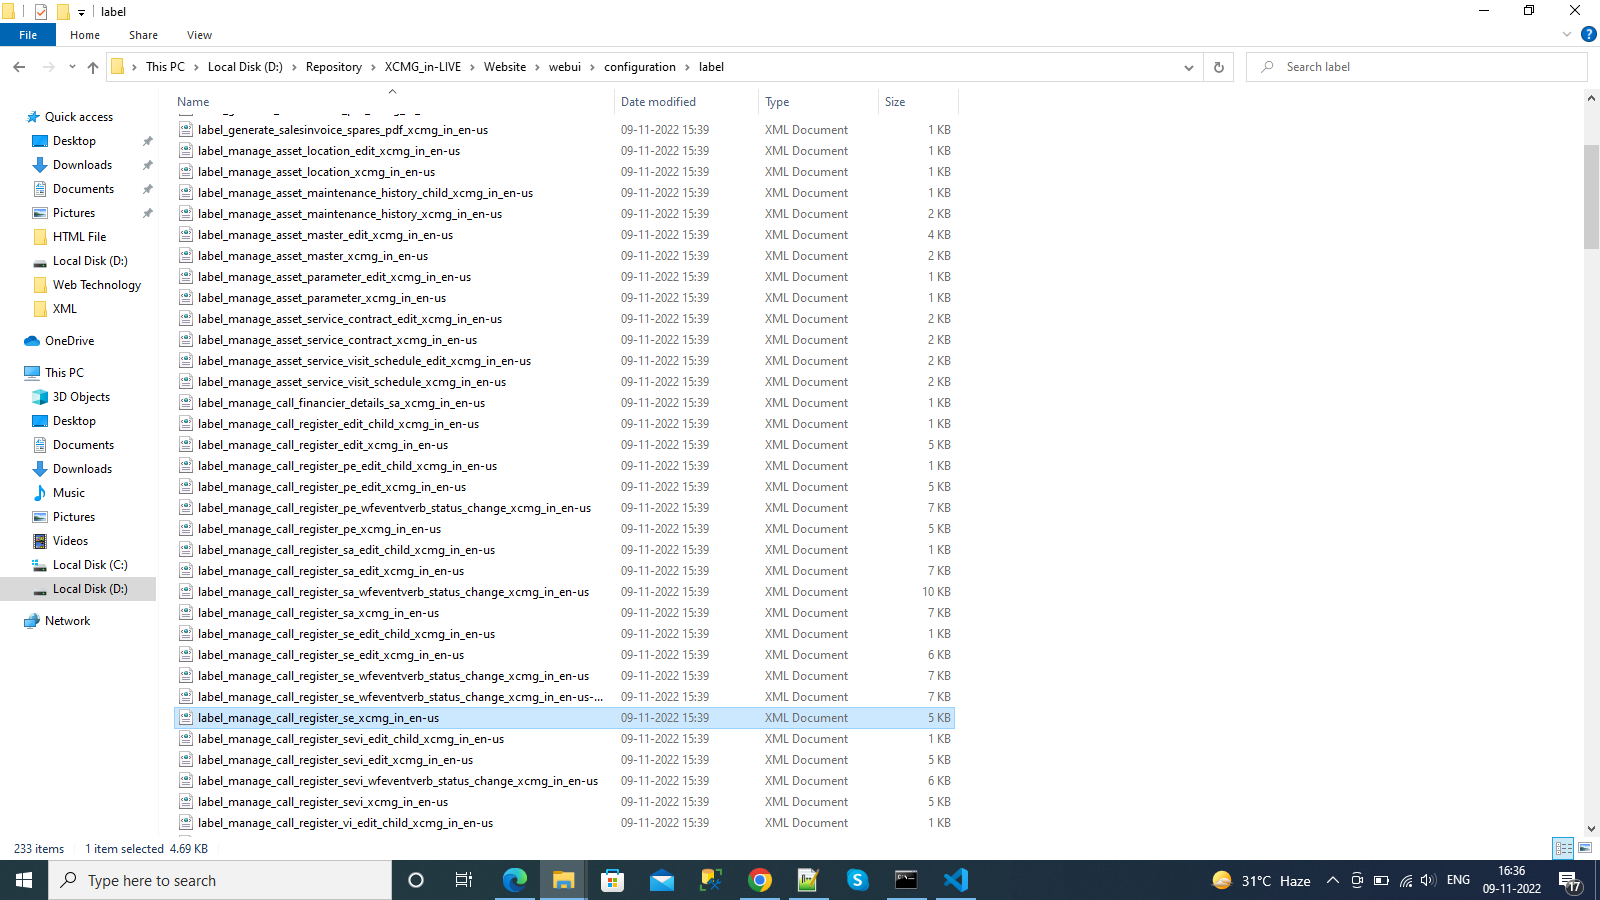 label
File Home Share View
This PC Local Disk (D:) Repository XCMG_in-LIVE Website webui configuration label
Search label
Name Date modified Type Size
Quick access
Desktop
Downloads
Documents
Pictures
HTML File
Local Disk (D:)
Web Technology
XML
OneDrive
This PC
3D Objects
Desktop
Documents
Downloads
Music
Pictures
Videos
Local Disk (C:)
Local Disk (D:)
Network
label_generate_salesinvoice_spares_pdf_xcmg_in_en-us 09-11-2022 15:39 XML Document 1 KB
label_manage_asset_location_edit_xcmg_in_en-us 09-11-2022 15:39 XML Document 1 KB
label_manage_asset_location_xcmg_in_en-us 09-11-2022 15:39 XML Document 1 KB
label_manage_asset_maintenance_history_child_xcmg_in_en-us 09-11-2022 15:39 XML Document 1 KB
label_manage_asset_maintenance_history_xcmg_in_en-us 09-11-2022 15:39 XML Document 2 KB
label_manage_asset_master_edit_xcmg_in_en-us 09-11-2022 15:39 XML Document 4 KB
label_manage_asset_master_xcmg_in_en-us 09-11-2022 15:39 XML Document 2 KB
label_manage_asset_parameter_edit_xcmg_in_en-us 09-11-2022 15:39 XML Document 1 KB
label_manage_asset_parameter_xcmg_in_en-us 09-11-2022 15:39 XML Document 1 KB
label_manage_asset_service_contract_edit_xcmg_in_en-us 09-11-2022 15:39 XML Document 2 KB
label_manage_asset_service_contract_xcmg_in_en-us 09-11-2022 15:39 XML Document 2 KB
label_manage_asset_service_visit_schedule_edit_xcmg_in_en-us 09-11-2022 15:39 XML Document 2 KB
label_manage_asset_service_visit_schedule_xcmg_in_en-us 09-11-2022 15:39 XML Document 2 KB
label_manage_call_financier_details_sa_xcmg_in_en-us 09-11-2022 15:39 XML Document 1 KB
label_manage_call_register_edit_child_xcmg_in_en-us 09-11-2022 15:39 XML Document 1 KB
label_manage_call_register_edit_xcmg_in_en-us 09-11-2022 15:39 XML Document 5 KB
label_manage_call_register_pe_edit_child_xcmg_in_en-us 09-11-2022 15:39 XML Document 1 KB
label_manage_call_register_pe_edit_xcmg_in_en-us 09-11-2022 15:39 XML Document 5 KB
label_manage_call_register_pe_wfeventverb_status_change_xcmg_in_en-us 09-11-2022 15:39 XML Document 7 KB
label_manage_call_register_pe_xcmg_in_en-us 09-11-2022 15:39 XML Document 5 KB
label_manage_call_register_sa_edit_child_xcmg_in_en-us 09-11-2022 15:39 XML Document 1 KB
label_manage_call_register_sa_edit_xcmg_in_en-us 09-11-2022 15:39 XML Document 7 KB
label_manage_call_register_sa_wfeventverb_status_change_xcmg_in_en-us 09-11-2022 15:39 XML Document 10 KB
label_manage_call_register_sa_xcmg_in_en-us 09-11-2022 15:39 XML Document 7 KB
label_manage_call_register_se_edit_child_xcmg_in_en-us 09-11-2022 15:39 XML Document 1 KB
label_manage_call_register_se_edit_xcmg_in_en-us 09-11-2022 15:39 XML Document 6 KB
label_manage_call_register_se_wfeventverb_status_change_xcmg_in_en-us 09-11-2022 15:39 XML Document 7 KB
label_manage_call_register_se_wfeventverb_status_change_xcmg_in_en-us-... 09-11-2022 15:39 XML Document 7 KB
label_manage_call_register_se_xcmg_in_en-us 09-11-2022 15:39 XML Document 5 KB
label_manage_call_register_sevi_edit_child_xcmg_in_en-us 09-11-2022 15:39 XML Document 1 KB
label_manage_call_register_sevi_edit_xcmg_in_en-us 09-11-2022 15:39 XML Document 5 KB
label_manage_call_register_sevi_wfeventverb_status_change_xcmg_in_en-us 09-11-2022 15:39 XML Document 6 KB
label_manage_call_register_sevi_xcmg_in_en-us 09-11-2022 15:39 XML Document 5 KB
label_manage_call_register_vi_edit_child_xcmg_in_en-us 09-11-2022 15:39 XML Document 1 KB
233 items 1 item selected 4.69 KB
Type here to search
31°C Haze
ENG
16:36
09-11-2022
17